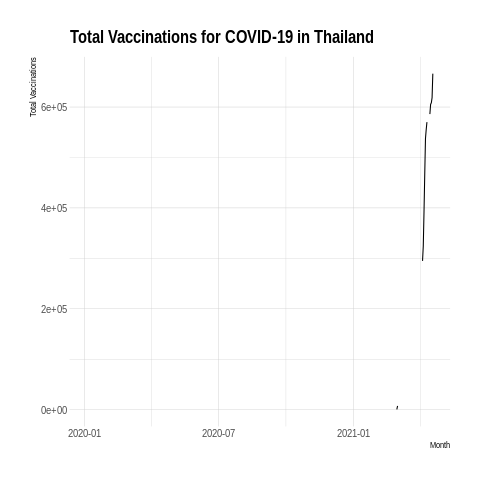 Total Vaccinations for COVID-19 in Thailand
Total Vaccinations
6e+05
4e+05
2e+05
0e+00
2020-01
2020-07
2021-01
Month